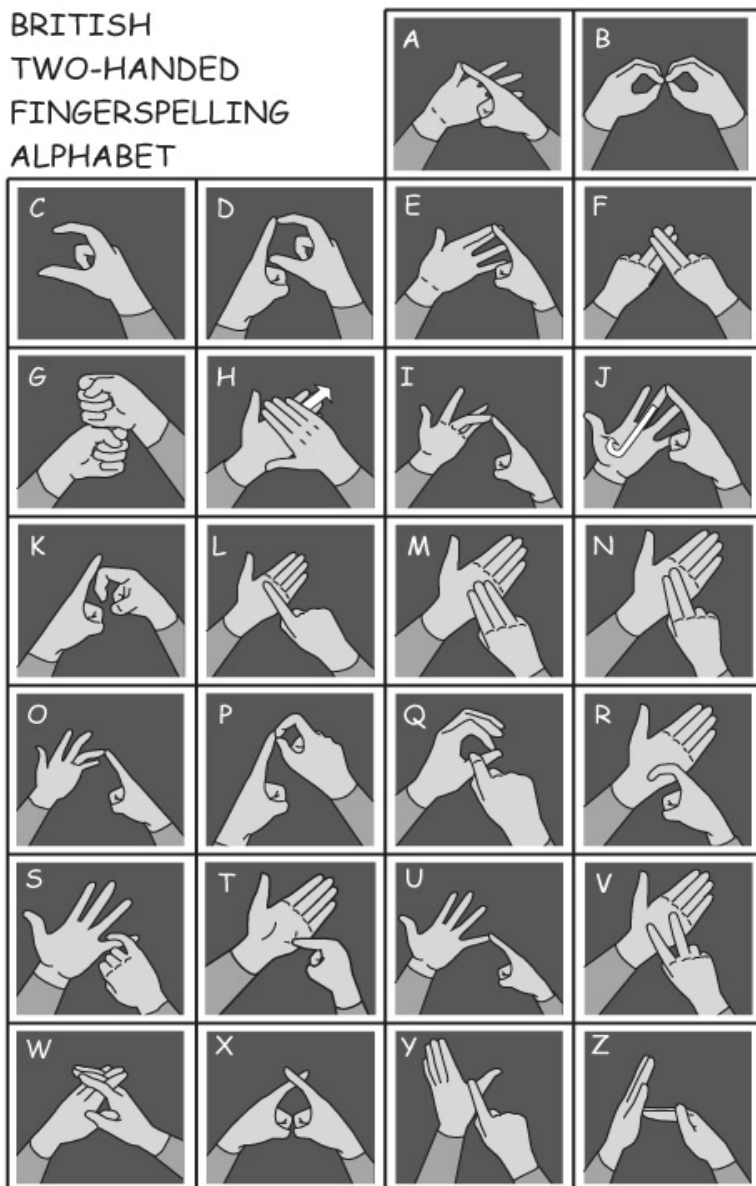 BRITISH
TWO-HANDED
FINGERSPELLING
ALPHABET
A B
C D E F
G H I J
K L M N
O P Q R
S T U V
W X Y Z